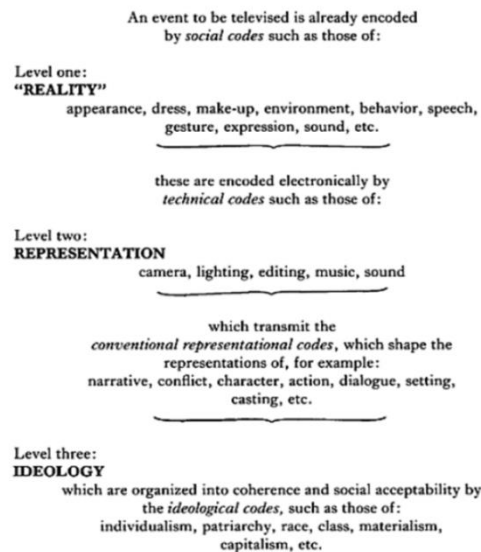 An event to be televised is already encoded
by social codes such as those of:
Level one:
“REALITY”
appearance, dress, make-up, environment, behavior, speech,
gesture, expression, sound, etc.
these are encoded electronically by
technical codes such as those of:
Level two:
REPRESENTATION
camera, lighting, editing, music, sound
which transmit the
conventional representational codes, which shape the
representations of, for example:
narrative, conflict, character, action, dialogue, setting,
casting, etc.
Level three:
IDEOLOGY
which are organized into coherence and social acceptability by
the ideological codes, such as those of:
individualism, patriarchy, race, class, materialism,
capitalism, etc.